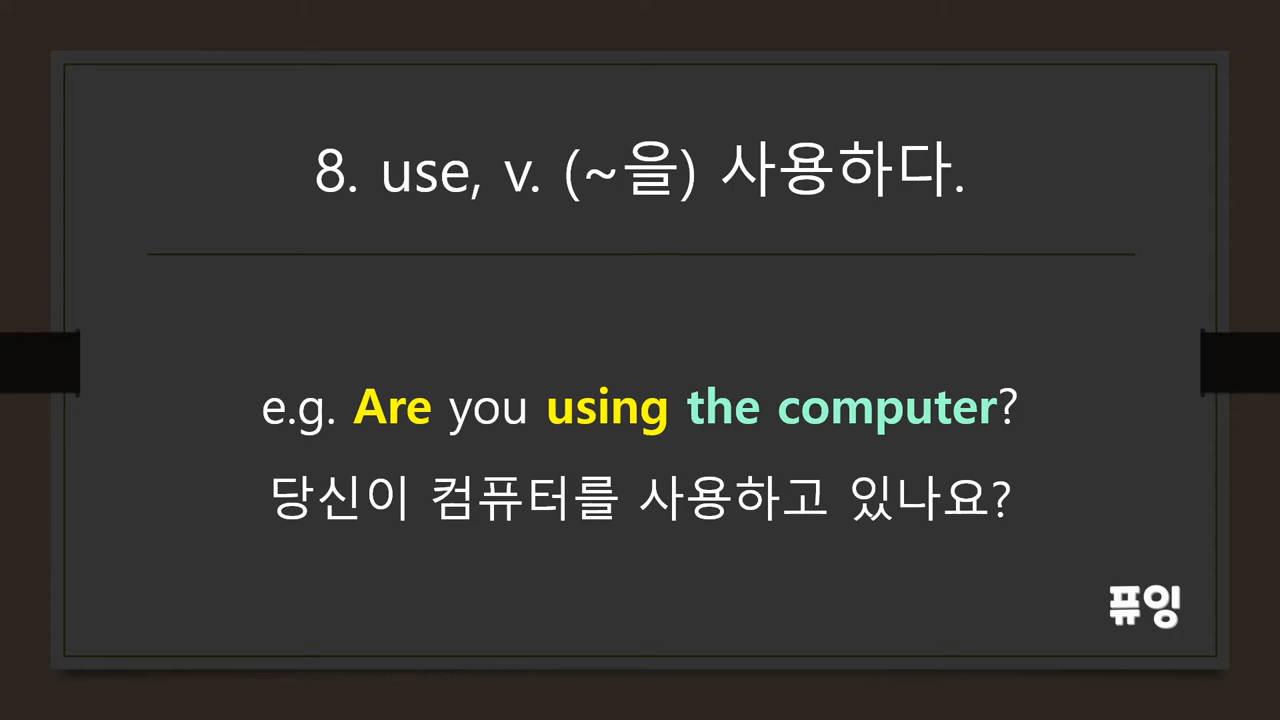 8. use, v. (~을) 사용하다.
e.g. Are you using the computer?
당신이 컴퓨터를 사용하고 있나요?
퓨잉